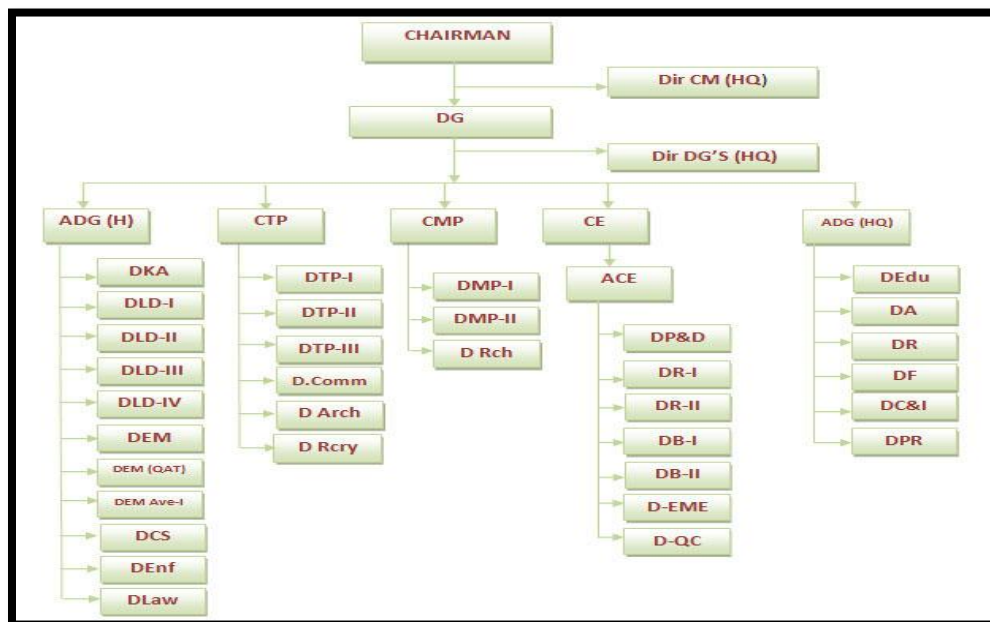 CHAIRMAN
Dir CM (HQ)
DG
Dir DG'S (HQ)
ADG (H)
CTP
CMP
CE
ADG (HQ)
DKA
DLD-I
DLD-II
DLD-III
DLD-IV
DEM
DEM (QAT)
DEM Ave-I
DCS
DEnf
DLaw
DTP-I
DTP-II
DTP-III
D.Comm
D Arch
D Rcry
DMP-I
DMP-II
D Rch
ACE
DP&D
DR-I
DR-II
DB-I
DB-II
D-EME
D-QC
DEdu
DA
DR
DF
DC&I
DPR